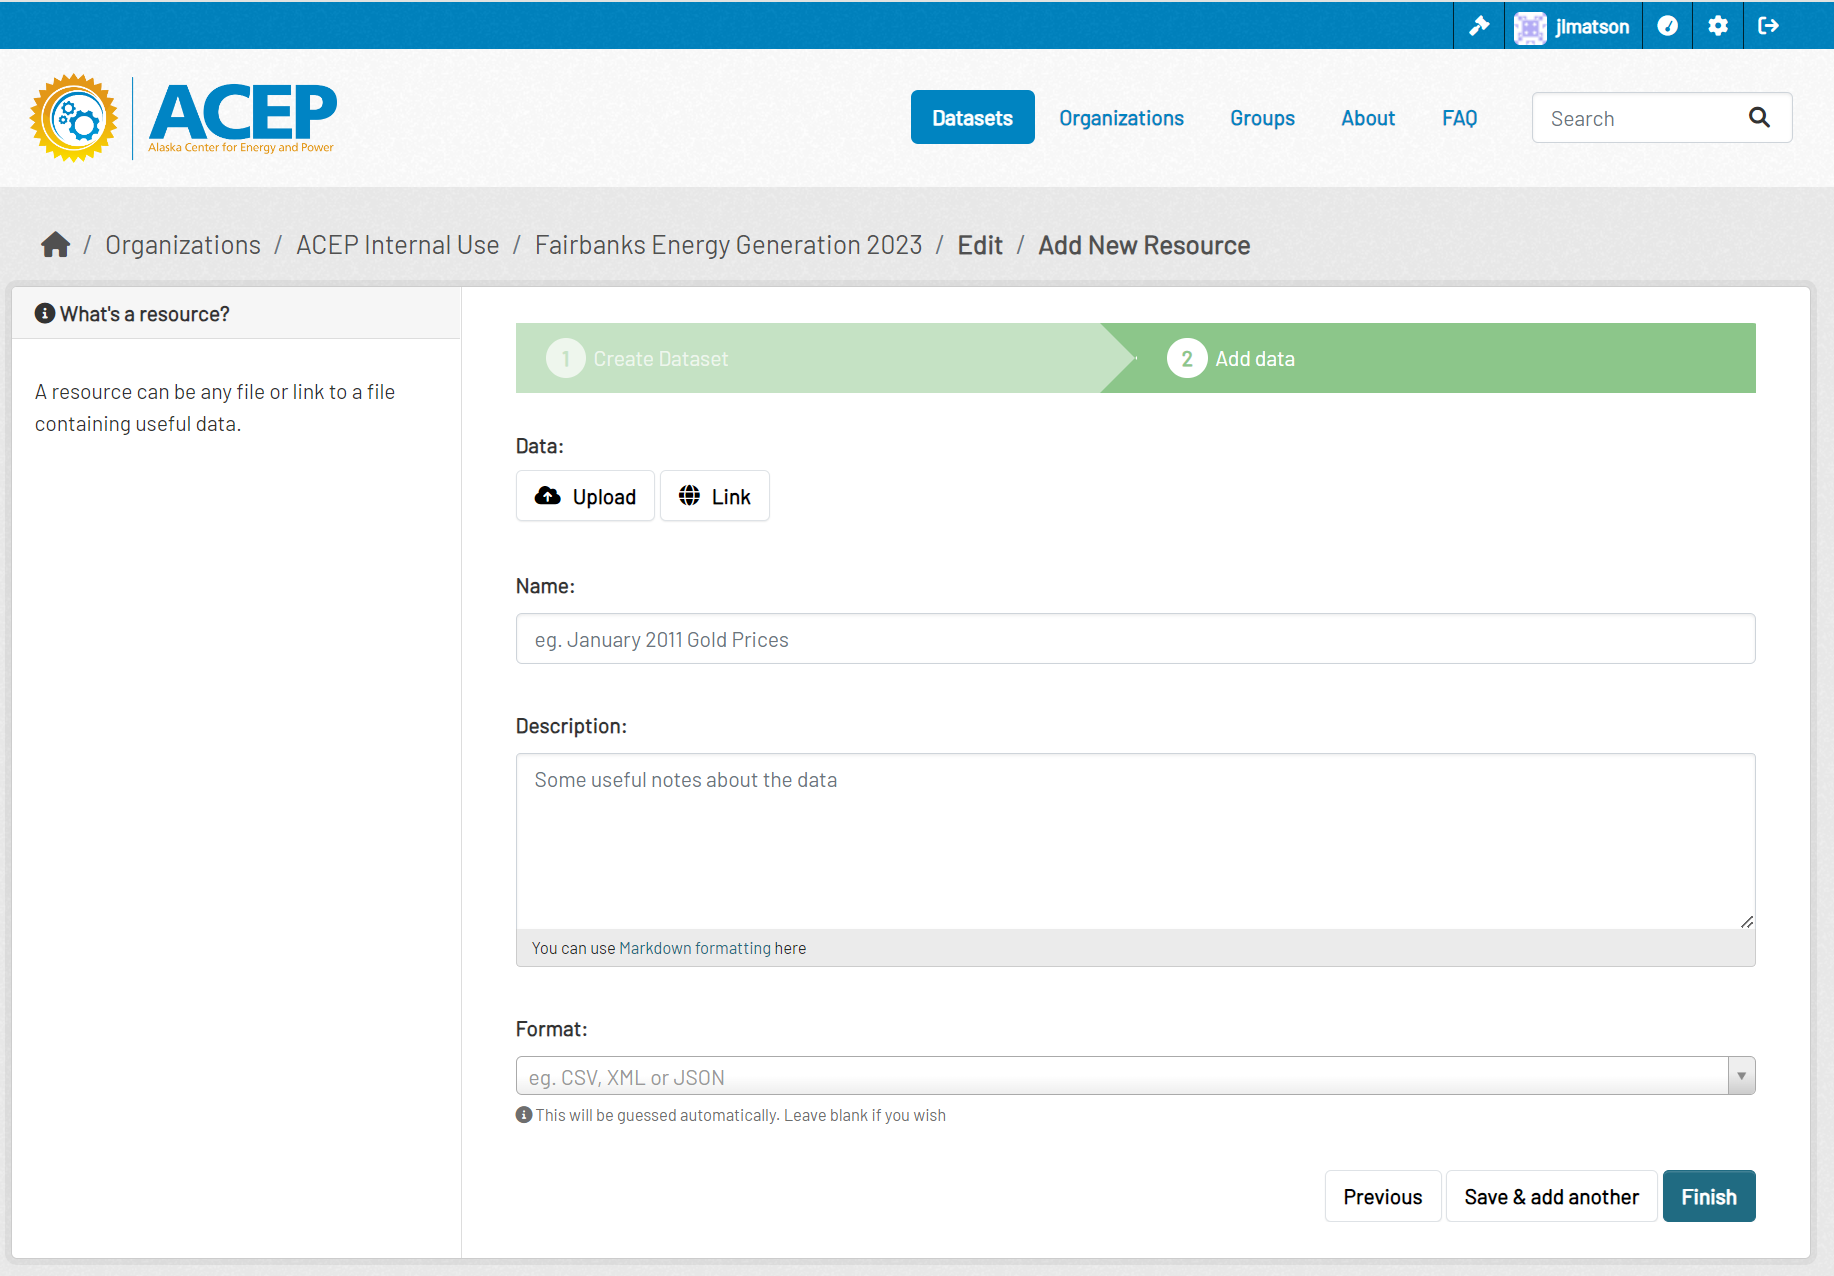 jlmatson
ACEP
Alaska Center for Energy and Power
Datasets
Organizations
Groups
About
FAQ
Search
/ Organizations / ACEP Internal Use / Fairbanks Energy Generation 2023 / Edit / Add New Resource
What's a resource?
A resource can be any file or link to a file
containing useful data.
1 Create Dataset
2 Add data
Data:
Upload
Link
Name:
eg. January 2011 Gold Prices
Description:
Some useful notes about the data
You can use Markdown formatting here
Format:
eg. CSV, XML or JSON
This will be guessed automatically. Leave blank if you wish
Previous
Save & add another
Finish